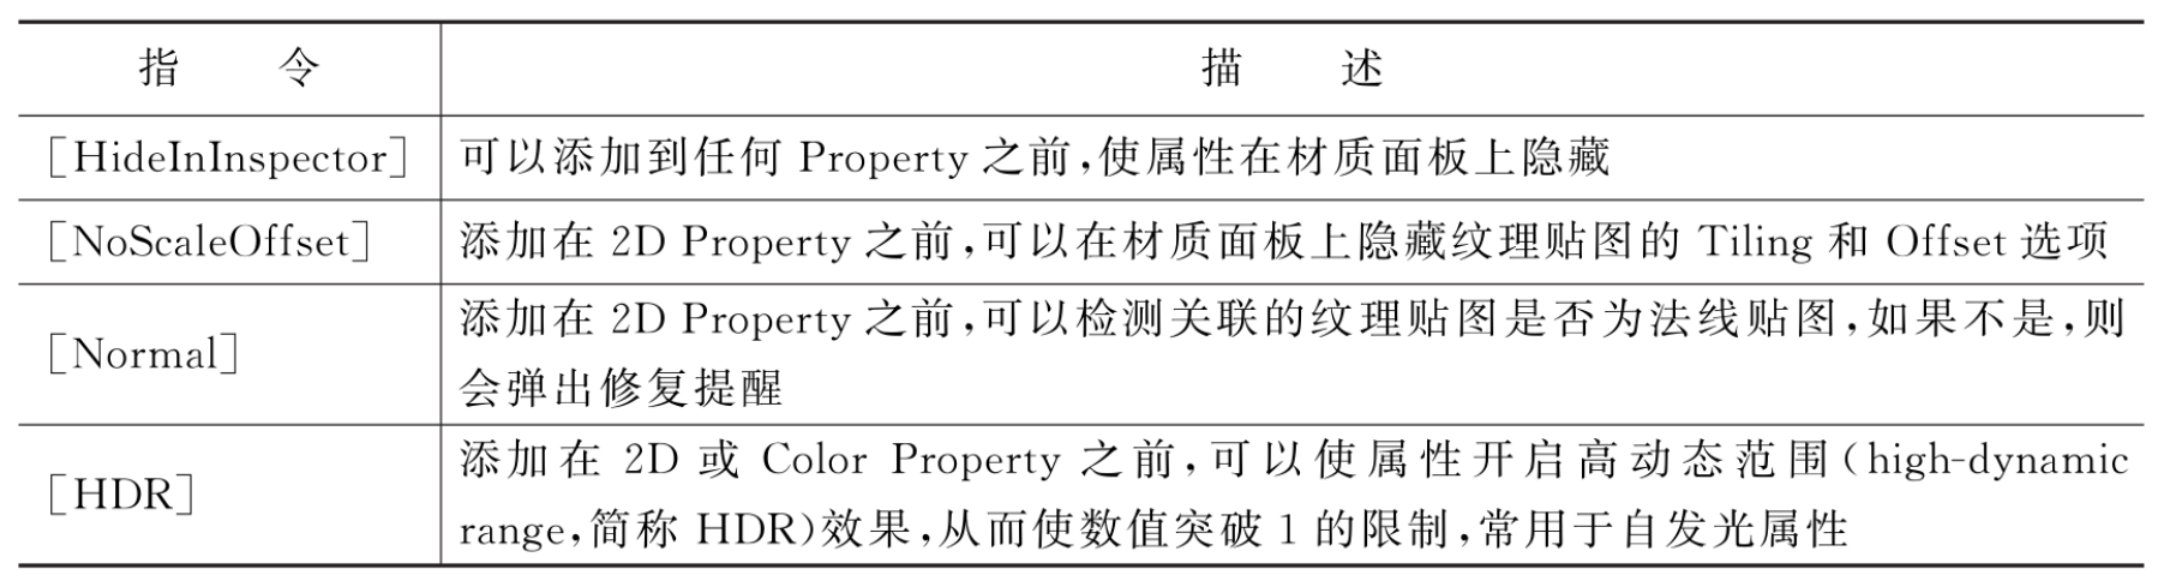 指令 描述
[HideInInspector] 可以添加到任何 Property 之前,使属性在材质面板上隐藏
[NoScaleOffset] 添加在 2D Property 之前,可以在材质面板上隐藏纹理贴图的 Tiling 和 Offset 选项
[Normal] 添加在 2D Property 之前,可以检测关联的纹理贴图是否为法线贴图,如果不是,则
会弹出修复提醒
[HDR] 添加在 2D 或 Color Property 之前,可以使属性开启高动态范围(high-dynamic
range,简称 HDR)效果,从而使数值突破 1 的限制,常用于自发光属性